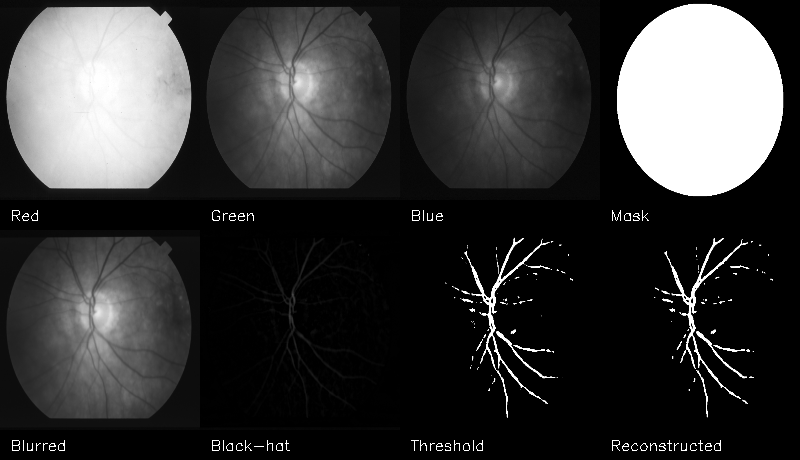 Red
Green
Blue
Mask
Blurred
Black-hat
Threshold
Reconstructed